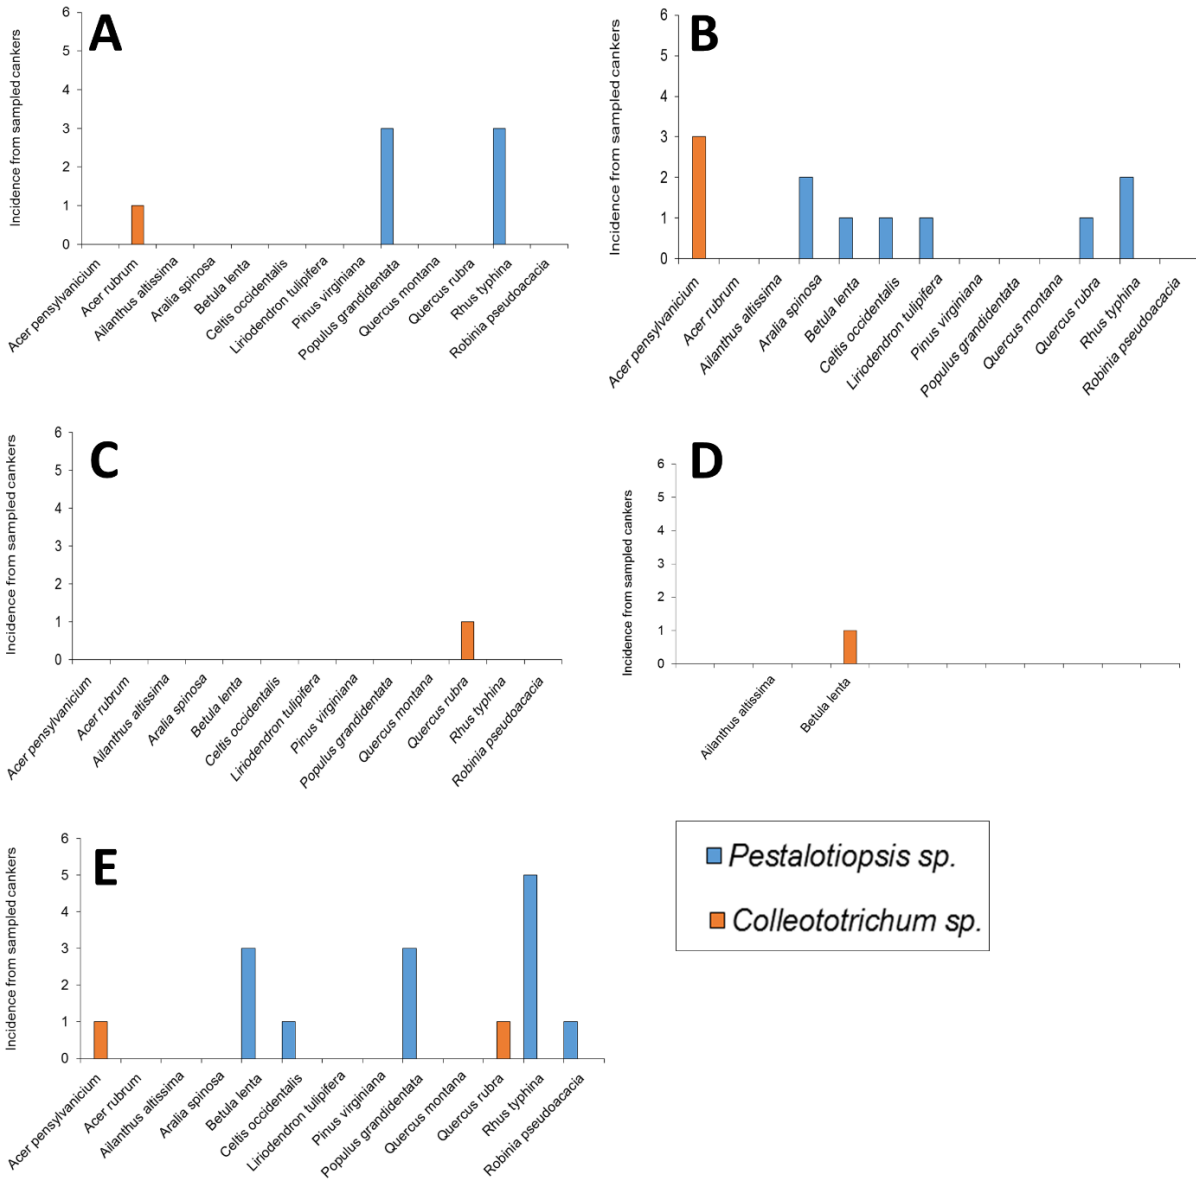 A
Incidence from sampled cankers
6
5
4
3
2
1
0
Acer pensylvanicium
Acer rubrum
Ailanthus altissima
Aralia spinosa
Betula lenta
Celtis occidentalis
Liriodendron tulipifera
Pinus virginiana
Populus grandidentata
Quercus montana
Quercus rubra
Rhus typhina
Robinia pseudoacacia
B
Incidence from sampled cankers
6
5
4
3
2
1
0
Acer pensylvanicium
Acer rubrum
Ailanthus altissima
Aralia spinosa
Betula lenta
Celtis occidentalis
Liriodendron tulipifera
Pinus virginiana
Populus grandidentata
Quercus montana
Quercus rubra
Rhus typhina
Robinia pseudoacacia
C
Incidence from sampled cankers
6
5
4
3
2
1
0
Acer pensylvanicium
Acer rubrum
Ailanthus altissima
Aralia spinosa
Betula lenta
Celtis occidentalis
Liriodendron tulipifera
Pinus virginiana
Populus grandidentata
Quercus montana
Quercus rubra
Rhus typhina
Robinia pseudoacacia
D
Incidence from sampled cankers
6
5
4
3
2
1
0
Ailanthus altissima
Betula lenta
E
Incidence from sampled cankers
6
5
4
3
2
1
0
Acer pensylvanicium
Acer rubrum
Ailanthus altissima
Aralia spinosa
Betula lenta
Celtis occidentalis
Liriodendron tulipifera
Pinus virginiana
Populus grandidentata
Quercus montana
Quercus rubra
Rhus typhina
Robinia pseudoacacia
Pestalotiopsis sp.
Colleototrichum sp.